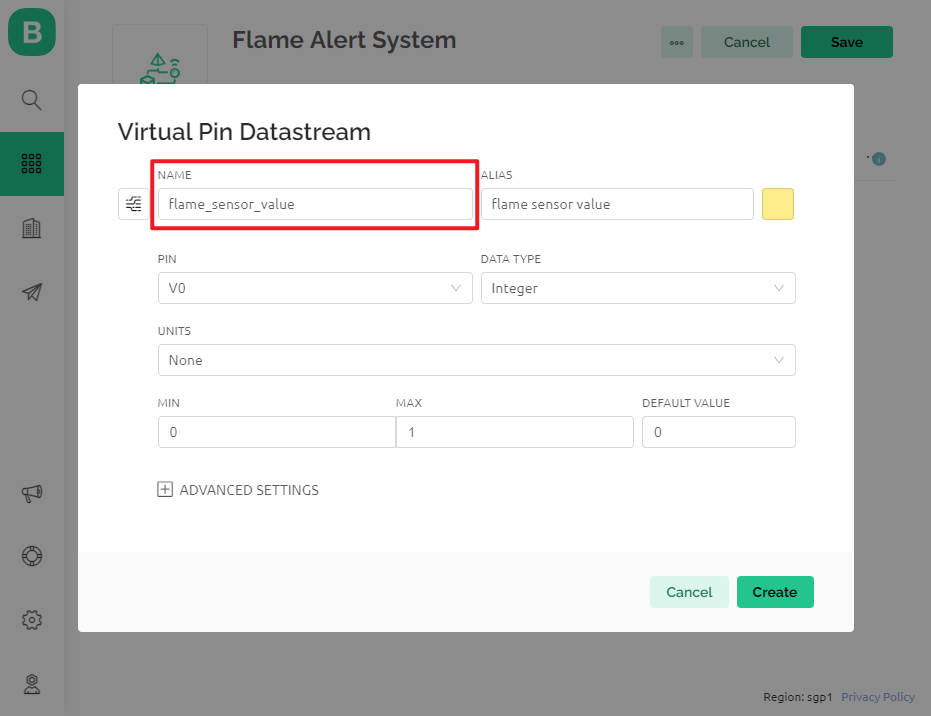 B
Flame Alert System
Cancel
Save
Virtual Pin Datastream
NAME
ALIAS
flame_sensor_value
flame sensor value
PIN
DATA TYPE
V0
Integer
UNITS
None
MIN
MAX
DEFAULT VALUE
0
1
0
ADVANCED SETTINGS
Cancel
Create
Region: sgp1 Privacy Policy